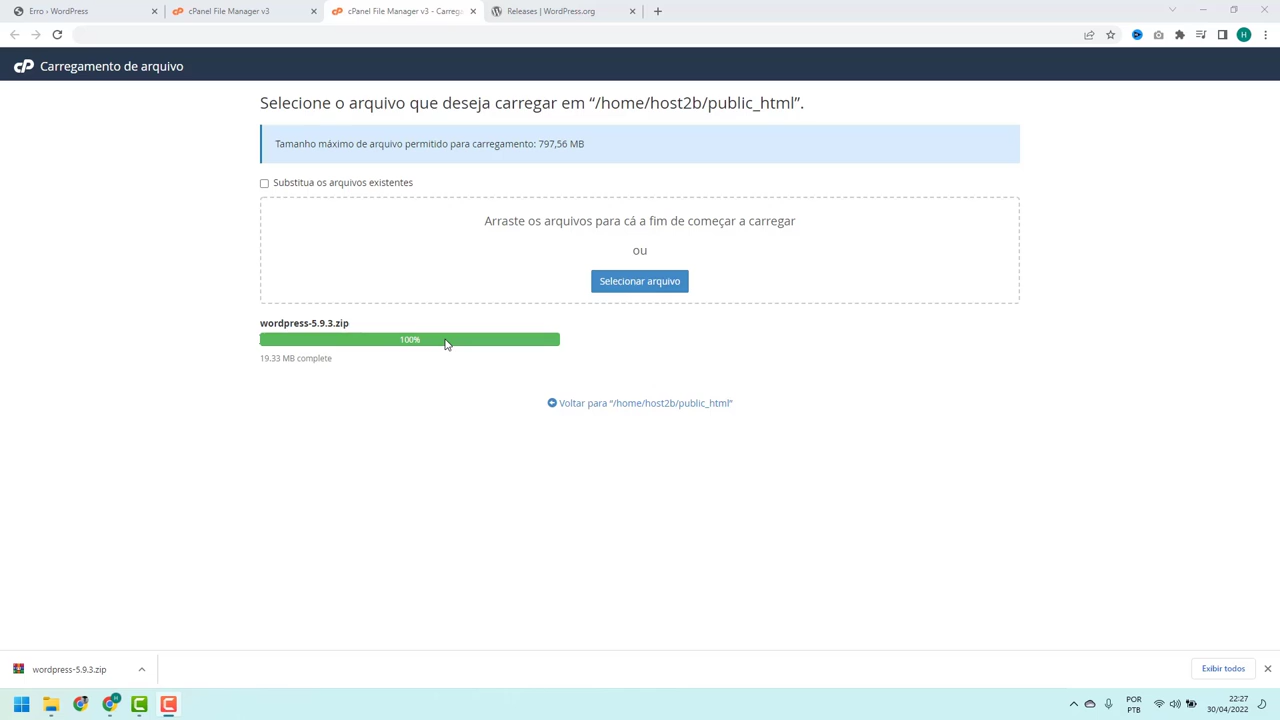 Erro › WordPress
cPanel File Manager v3
cPanel File Manager v3 - Carrega
Releases | WordPress.org
H
cP Carregamento de arquivo
Selecione o arquivo que deseja carregar em “/home/host2b/public_html”.
Tamanho máximo de arquivo permitido para carregamento: 797,56 MB
Substitua os arquivos existentes
Arraste os arquivos para cá a fim de começar a carregar
ou
Selecionar arquivo
wordpress-5.9.3.zip
100%
19.33 MB complete
Voltar para “/home/host2b/public_html”
wordpress-5.9.3.zip
Exibir todos
H
POR
PTB
22:27
30/04/2022